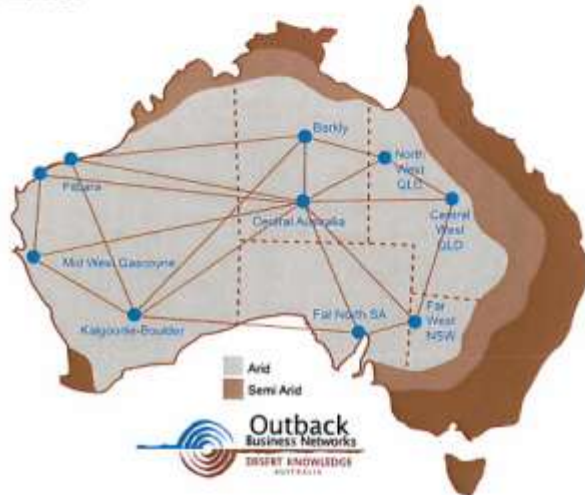 Barkly
North
West
QLD
Pilbara
Central Australia
Central
West
QLD
Mid West Gascoyne
Kalgoorlie-Boulder
Far North SA
Far
West
NSW
Arid
Semi Arid
Outback
Business Networks
DESERT KNOWLEDGE
AUSTRALIA